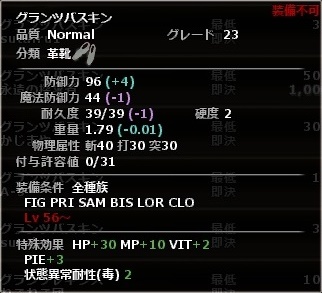 グランツバスキン 装備不可
品質 Normal グレード 23
分類 革靴
防御力 96 (+4)
魔法防御力 44 (-1)
耐久度 39/39 (-1) 硬度 2
重量 1.79 (-0.01)
物理属性 斬40 打30 突30
付与許容値 0/31
装備条件 全種族
FIG PRI SAM BIS LOR CLO
Lv 56~
特殊効果 HP+30 MP+10 VIT+2
PIE+3
状態異常耐性(毒) 2